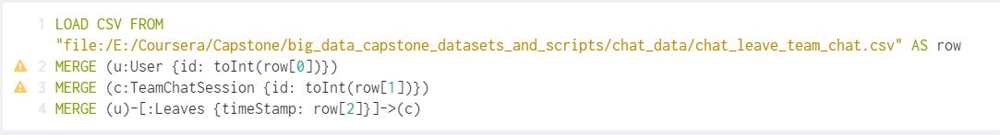 1 LOAD CSV FROM
"file:/E:/Coursera/Capstone/big_data_capstone_datasets_and_scripts/chat_data/chat_leave_team_chat.csv" AS row
2 MERGE (u:User {id: toInt(row[0])})
3 MERGE (c:TeamChatSession {id: toInt(row[1])})
4 MERGE (u)-[:Leaves {timeStamp: row[2]}]->(c)